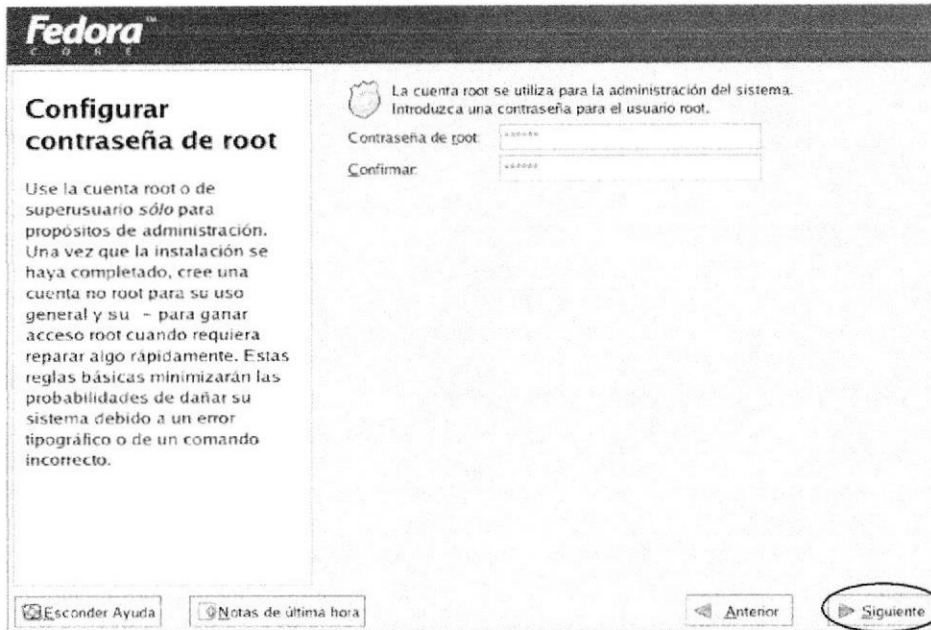 Fedora™
CORE
Configurar
contraseña de root
Use la cuenta root o de
superusuario sólo para
propósitos de administración.
Una vez que la instalación se
haya completado, cree una
cuenta no root para su uso
general y su - para ganar
acceso root cuando requiera
reparar algo rápidamente. Estas
reglas básicas minimizarán las
probabilidades de dañar su
sistema debido a un error
tipográfico o de un comando
incorrecto.
La cuenta root se utiliza para la administración del sistema.
Introduzca una contraseña para el usuario root.
Contraseña de root: ******
Confirmar: ******
Esconder Ayuda
Notas de última hora
Anterior
Siguiente